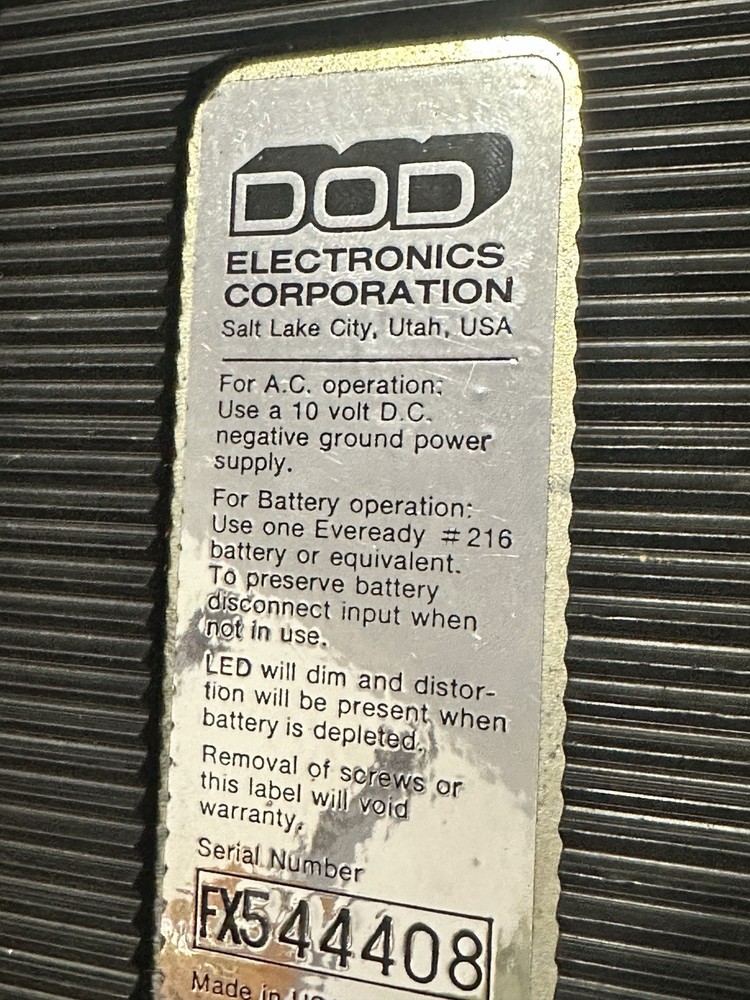 DOD
ELECTRONICS
CORPORATION
Salt Lake City, Utah, USA
For A.C. operation:
Use a 10 volt D.C.
negative ground power
supply.
For Battery operation:
Use one Eveready #216
battery or equivalent.
To preserve battery
disconnect input when
not in use.
LED will dim and distor-
tion will be present when
battery is depleted.
Removal of screws or
this label will void
warranty.
Serial Number
FX544408
Made in